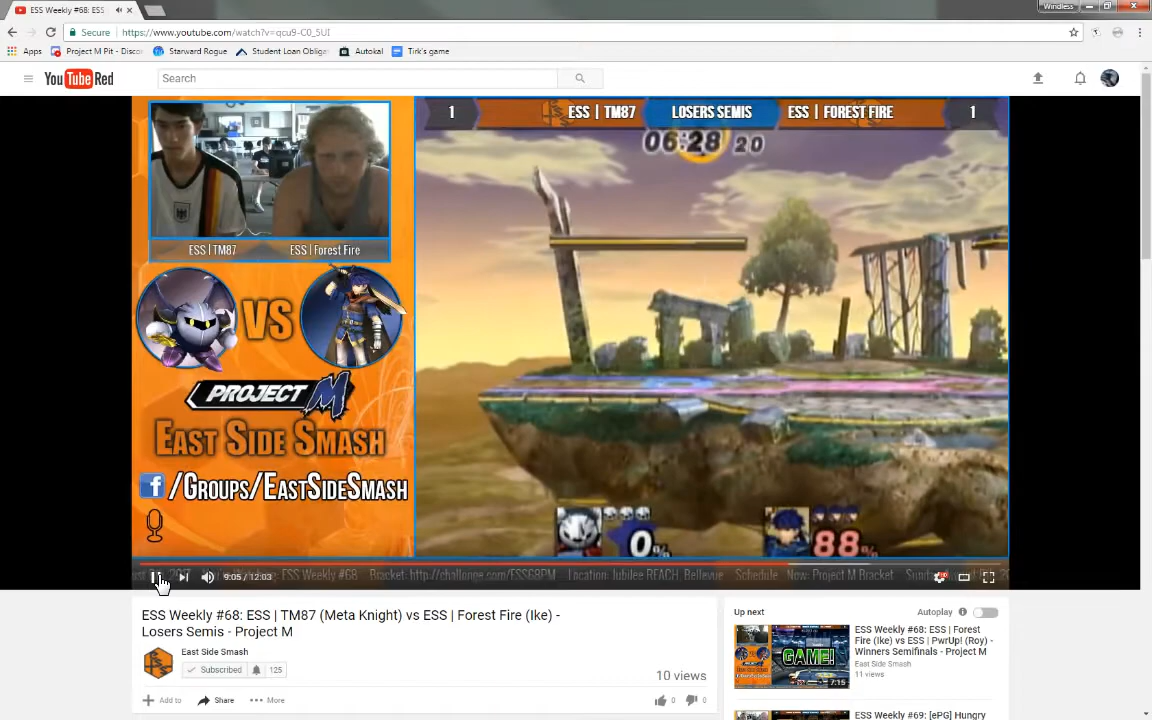 ESS Weekly #68: ESS
Windless
Secure
https://www.youtube.com/watch?v=qcu9-C0_5UI
Apps
Project M Pit - Discor
Starward Rogue
Student Loan Obliga
Autokal
Tirk's game
YouTube Red
Search
1
ESS | TM87
LOSERS SEMIS
ESS | FOREST FIRE
1
06:28 20
ESS | TM87
ESS | Forest Fire
VS
PROJECT M
EAST SIDE SMASH
/GROUPS/EASTSIDESMASH
0%
88%
9:05 / 12:03
ESS Weekly #68
Bracket: http://challonge.com/ESS68PM
Location: Jubilee REACH, Bellevue
Schedule
Now: Project M Bracket
ESS Weekly #68: ESS | TM87 (Meta Knight) vs ESS | Forest Fire (Ike) -
Losers Semis - Project M
East Side Smash
Subscribed
125
10 views
Add to
Share
More
0
0
Up next
Autoplay
ESS Weekly #68: ESS | Forest
Fire (Ike) vs ESS | PwrUp! (Roy) -
Winners Semifinals - Project M
East Side Smash
11 views
GAME!
7:15
ESS Weekly #69: [ePG] Hungry